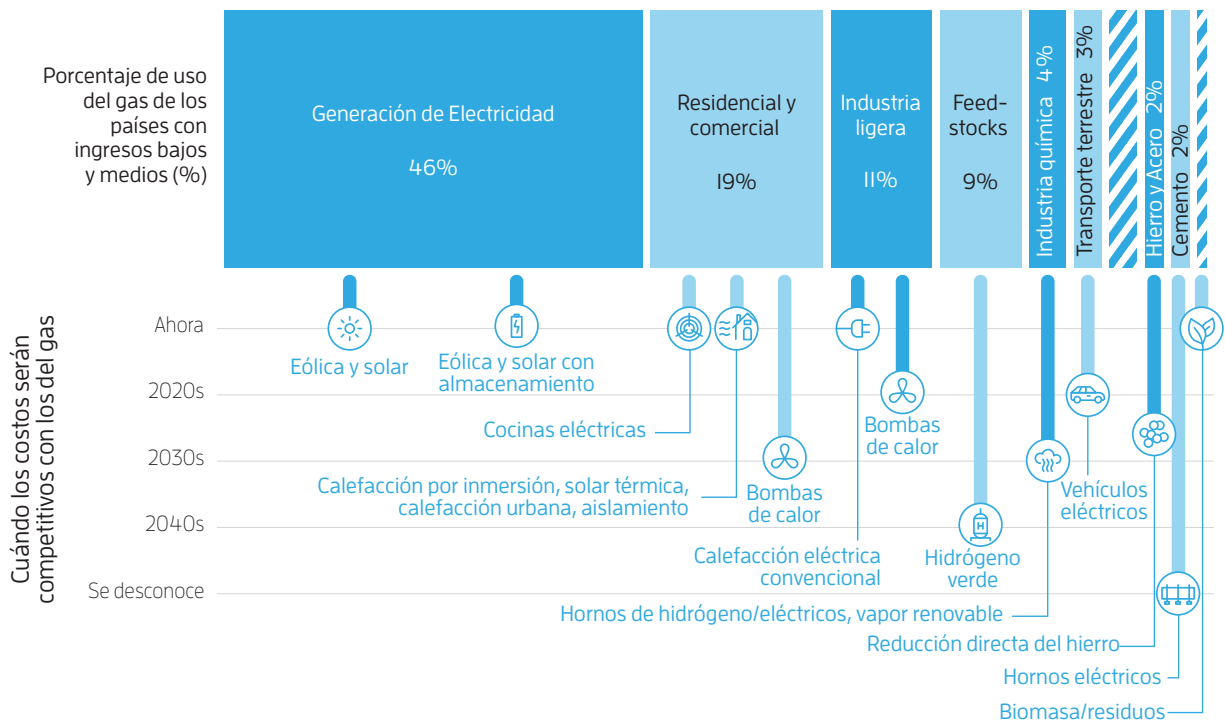 Porcentaje de uso
del gas de los
países con
ingresos bajos
y medios (%)
Generación de Electricidad
46%
Residencial y
comercial
19%
Industria
ligera
11%
Feed-
stocks
9%
Industria química 4%
Transporte terrestre 3%
Hierro y Acero 2%
Cemento 2%
Cuándo los costos serán
competitivos con los del gas
Ahora
2020s
2030s
2040s
Se desconoce
Eólica y solar
Eólica y solar con
almacenamiento
Cocinas eléctricas
Calefacción por inmersión, solar térmica,
calefacción urbana, aislamiento
Bombas
de calor
Calefacción eléctrica
convencional
Bombas
de calor
H
Hidrógeno
verde
Hornos de hidrógeno/eléctricos, vapor renovable
Vehículos
eléctricos
Reducción directa del hierro
Hornos eléctricos
Biomasa/residuos